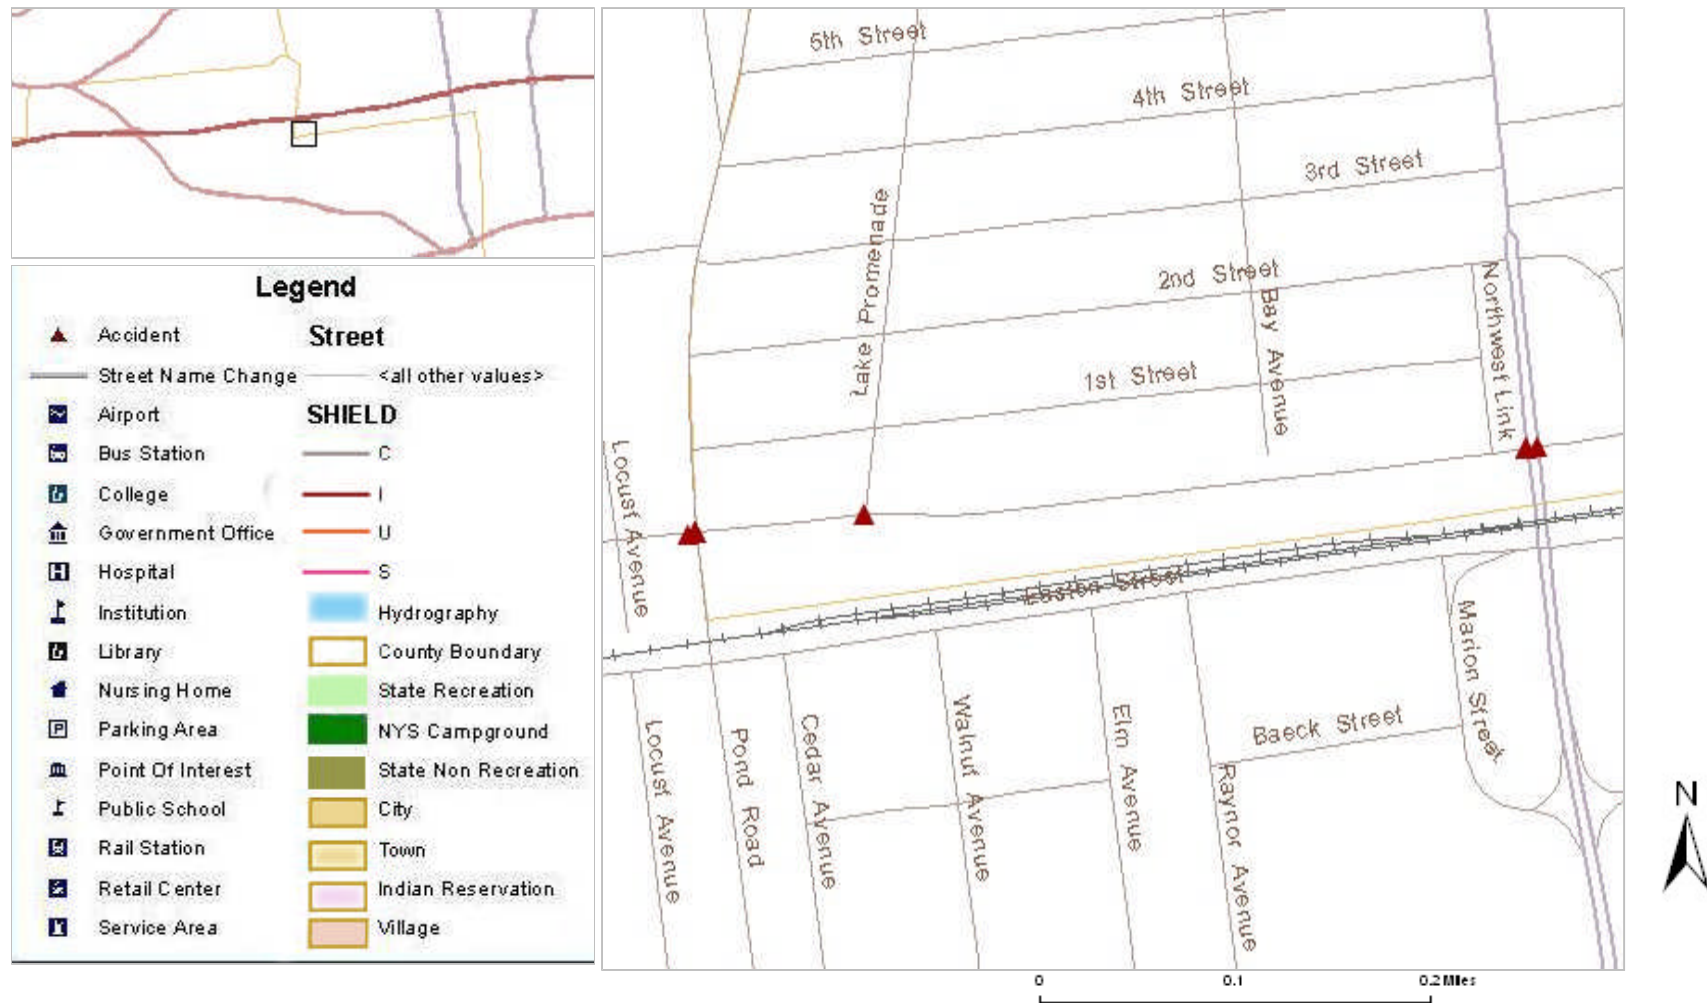 Legend
Accident
Street
Street Name Change
<all other values>
Airport
SHIELD
Bus Station
C
College
I
Government Office
U
Hospital
S
Institution
Hydrography
Library
County Boundary
Nursing Home
State Recreation
Parking Area
NYS Campground
Point Of Interest
State Non Recreation
Public School
City
Rail Station
Town
Retail Center
Indian Reservation
Service Area
Village
5th Street
4th Street
3rd Street
Lake Promenade
2nd Street
Bay Avenue
Northwest Link
1st Street
Locust Avenue
Easton Street
Marion Street
Locust Avenue
Pond Road
Cedar Avenue
Walnut Avenue
Elm Avenue
Baeck Street
Raynor Avenue
N
0 0.1 0.2 Miles